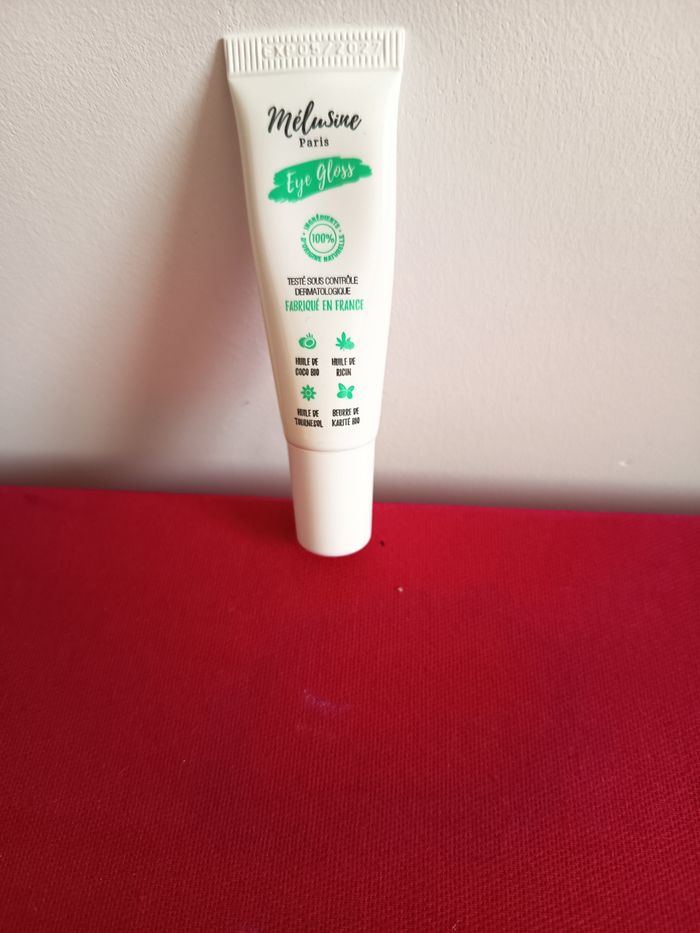 EXP05/2027
Mélusine
Paris
Eye Gloss
INGRÉDIENTS
100%
D'ORIGINE NATURELLE
TESTÉ SOUS CONTRÔLE
DERMATOLOGIQUE
FABRIQUÉ EN FRANCE
HUILE DE
COCO BIO
HUILE DE
RICIN
HUILE DE
TOURNESOL
BEURRE DE
KARITÉ BIO